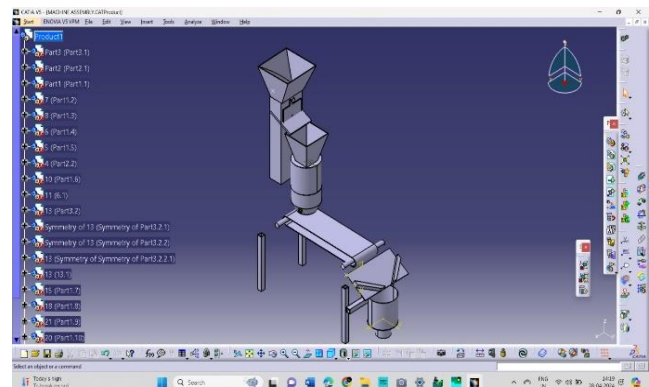 CATIA V5 - [MACHINE ASSEMBLY.CATProduct]
Start ENOVIA V5 VPM File Edit View Insert Tools Analyze Window Help
Product1
Part3 (Part3.1)
Part2 (Part2.1)
Part1 (Part1.1)
7 (Part1.2)
8 (Part1.3)
6 (Part1.4)
5 (Part1.5)
4 (Part2.2)
10 (Part1.6)
11 (6.1)
13 (Part3.2)
Symmetry of 13 (Symmetry of Part3.2.1)
Symmetry of 13 (Symmetry of Part3.2.2)
13 (Symmetry of Symmetry of Part3.2.2.1)
13 (13.1)
15 (Part1.7)
18 (Part1.8)
21 (Part1.9)
20 (Part1.10)
Select an object or a command
Search
ENG
IN
14:19